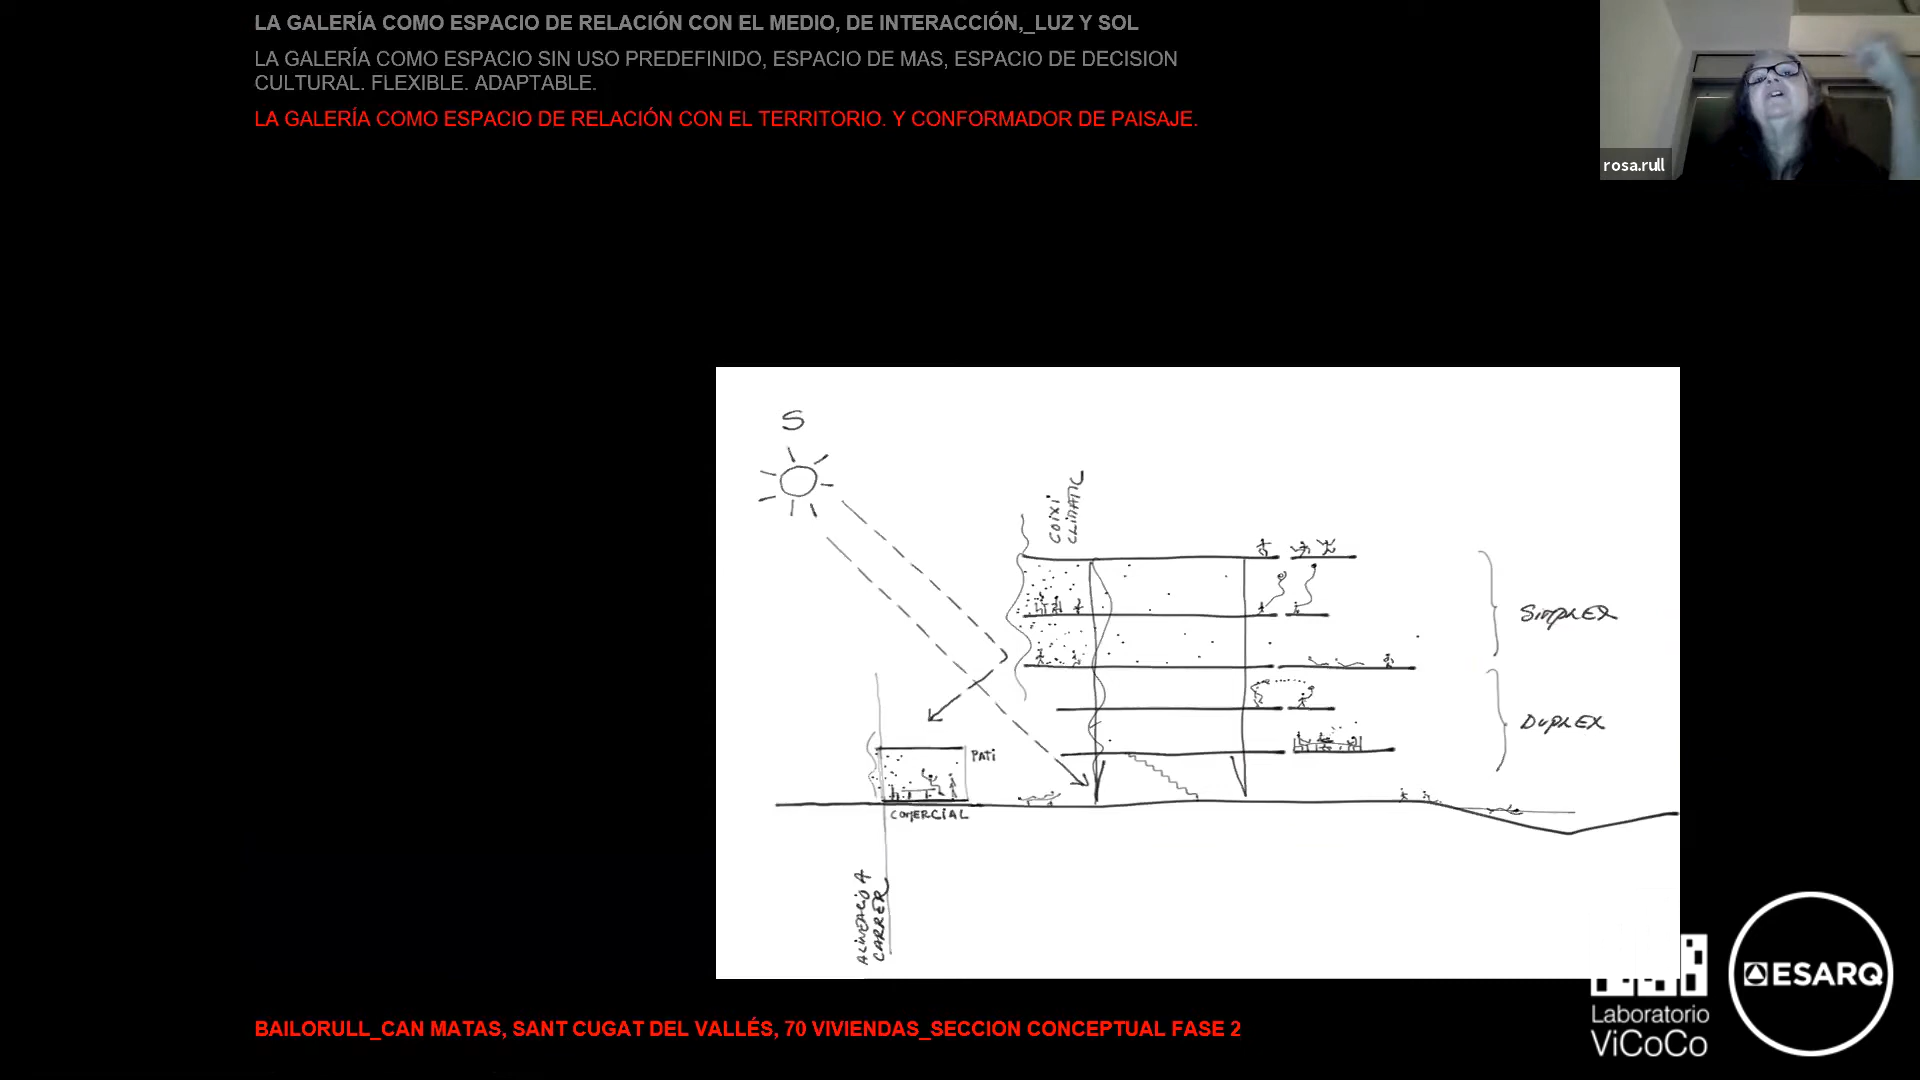 LA GALERÍA COMO ESPACIO DE RELACIÓN CON EL MEDIO, DE INTERACCIÓN,_LUZ Y SOL
LA GALERÍA COMO ESPACIO SIN USO PREDEFINIDO, ESPACIO DE MAS, ESPACIO DE DECISION
CULTURAL. FLEXIBLE. ADAPTABLE.
LA GALERÍA COMO ESPACIO DE RELACIÓN CON EL TERRITORIO. Y CONFORMADOR DE PAISAJE.
rosa.rull
S
COIXI
CLIMATIC
SIMPLEX
DUPLEX
PATI
COMERCIAL
ALINEACIÓ A
CARRER
BAILORULL_CAN MATAS, SANT CUGAT DEL VALLÉS, 70 VIVIENDAS_SECCION CONCEPTUAL FASE 2
Laboratorio
ViCoCo
ESARQ